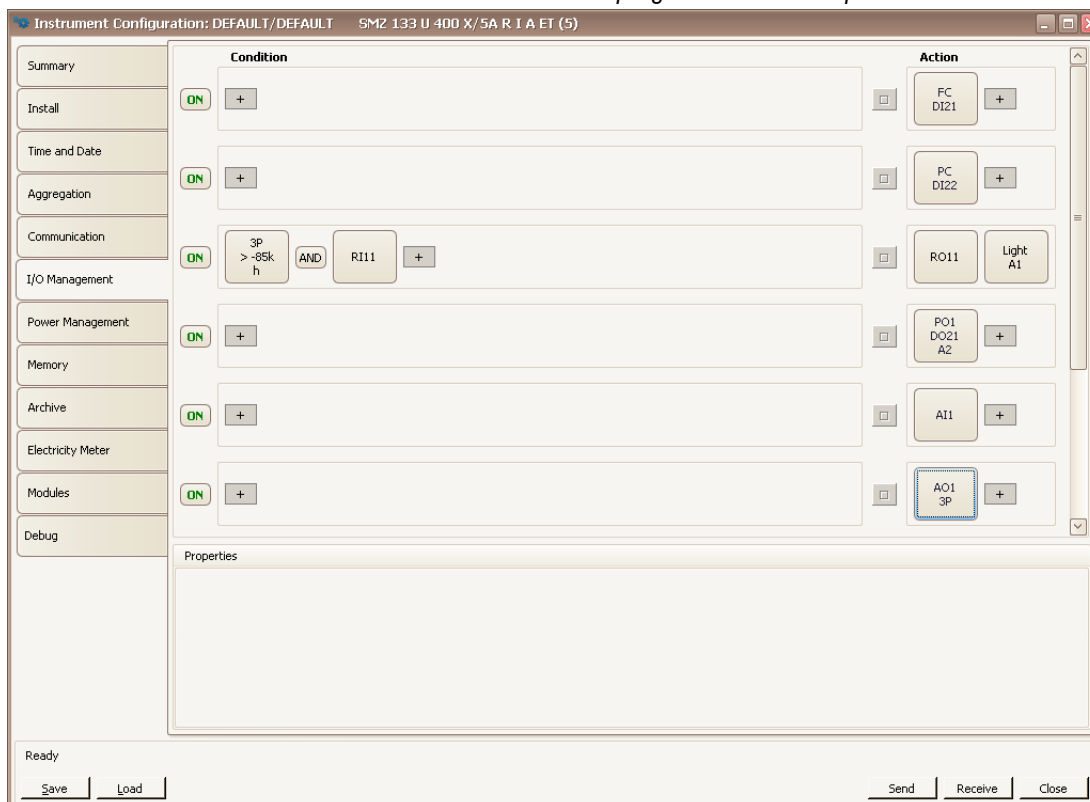 Instrument Configuration: DEFAULT/DEFAULT SMZ 133 U 400 X/5A R I A ET (5)
Summary
Install
Time and Date
Aggregation
Communication
I/O Management
Power Management
Memory
Archive
Electricity Meter
Modules
Debug
Condition
Action
ON
+
FC
DI21
+
ON
+
PC
DI22
+
ON
3P
> -85k
h
AND
RI11
+
RO11
Light
A1
ON
+
PO1
DO21
A2
+
ON
+
AI1
+
ON
+
AO1
3P
+
Properties
Ready
Save
Load
Send
Receive
Close